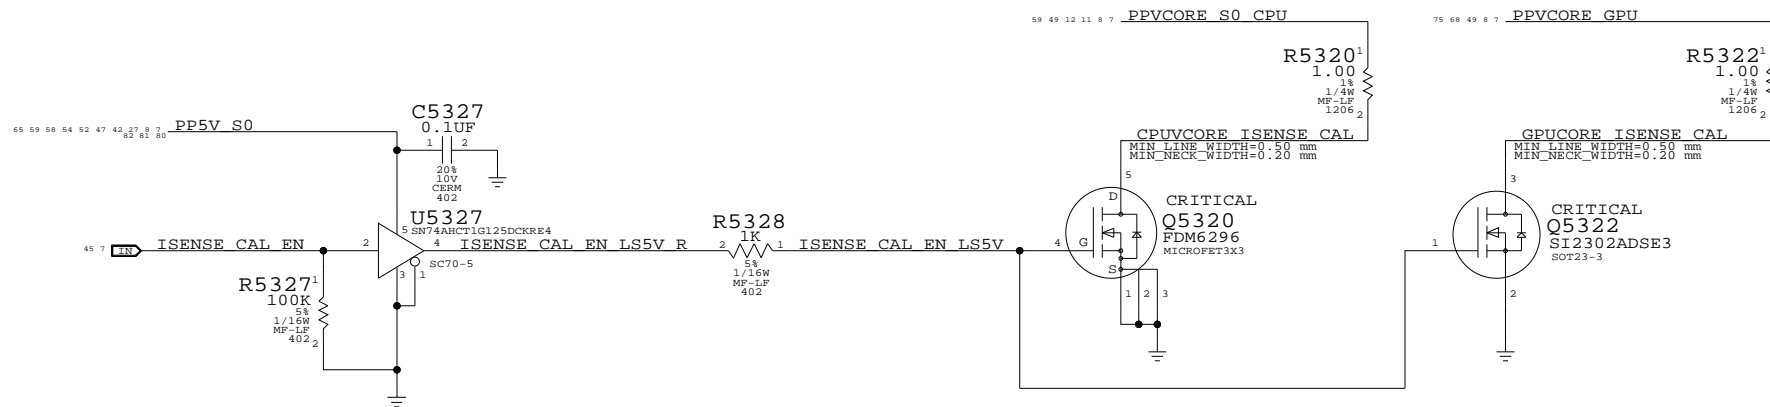 59 49 12 11 8 7 PPVCORE_S0_CPU
75 68 49 8 7 PPVCORE_GPU
R5320 1
1.00
1%
1/4W
MF-LF
1206 2
R5322 1
1.00
1%
1/4W
MF-LF
1206 2
C5327
0.1UF
1 2
20%
10V
CERM
402
65 59 58 54 52 47 42 27 8 7 PP5V_S0
82 81 80
CPUVCORE_ISENSE_CAL
MIN_LINE_WIDTH=0.50 mm
MIN_NECK_WIDTH=0.20 mm
GPUCORE_ISENSE_CAL
MIN_LINE_WIDTH=0.50 mm
MIN_NECK_WIDTH=0.20 mm
U5327
5 SN74AHCT1G125DCKRE4
45 7 IN ISENSE_CAL_EN 2
4 ISENSE_CAL_EN_LS5V_R
SC70-5
3 1
R5327 1
100K
5%
1/16W
MF-LF
402 2
R5328
2 1K 1
5%
1/16W
MF-LF
402
ISENSE_CAL_EN_LS5V
5
D
4 G
S
1 2 3
CRITICAL
Q5320
FDM6296
MICROFET3X3
3
1
2
CRITICAL
Q5322
SI2302ADSE3
SOT23-3